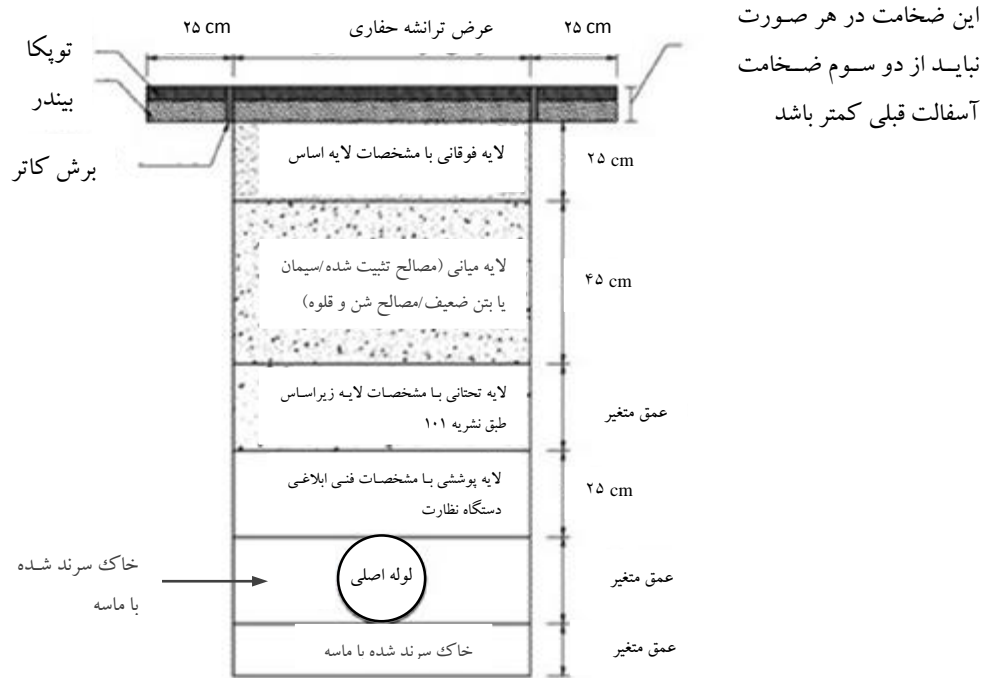 این ضخامت در هر صورت
نباید از دو سوم ضخامت
آسفالت قبلی کمتر باشد
۲۵ cm
عرض ترانشه حفاری
۲۵ cm
توپکا
بیندر
برش کاتر
لایه فوقانی با مشخصات لایه اساس
۲۵ cm
لایه میانی (مصالح تثبیت شده/سیمان
یا بتن ضعیف/مصالح شن و قلوه)
۴۵ cm
لایه تحتانی با مشخصات لایه زیراساس
طبق نشریه ۱۰۱
عمق متغیر
لایه پوششی با مشخصات فنی ابلاغی
دستگاه نظارت
۲۵ cm
لوله اصلی
عمق متغیر
خاک سرند شده
با ماسه
خاک سرند شده با ماسه
عمق متغیر